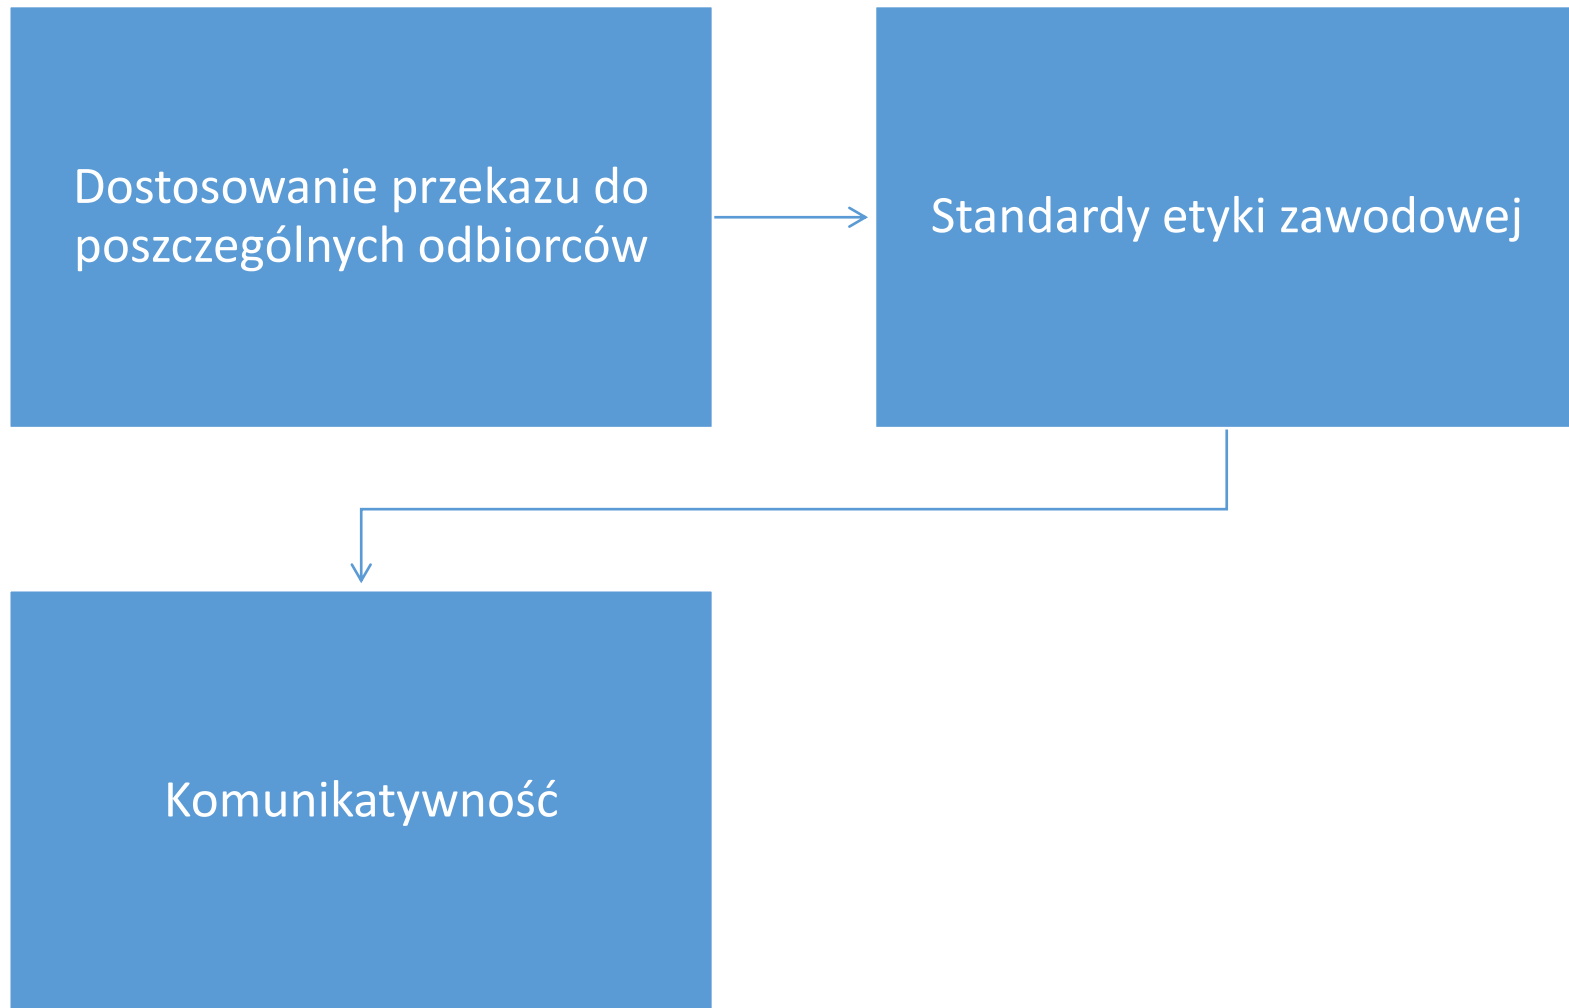 Dostosowanie przekazu do
poszczególnych odbiorców
Standardy etyki zawodowej
Komunikatywność